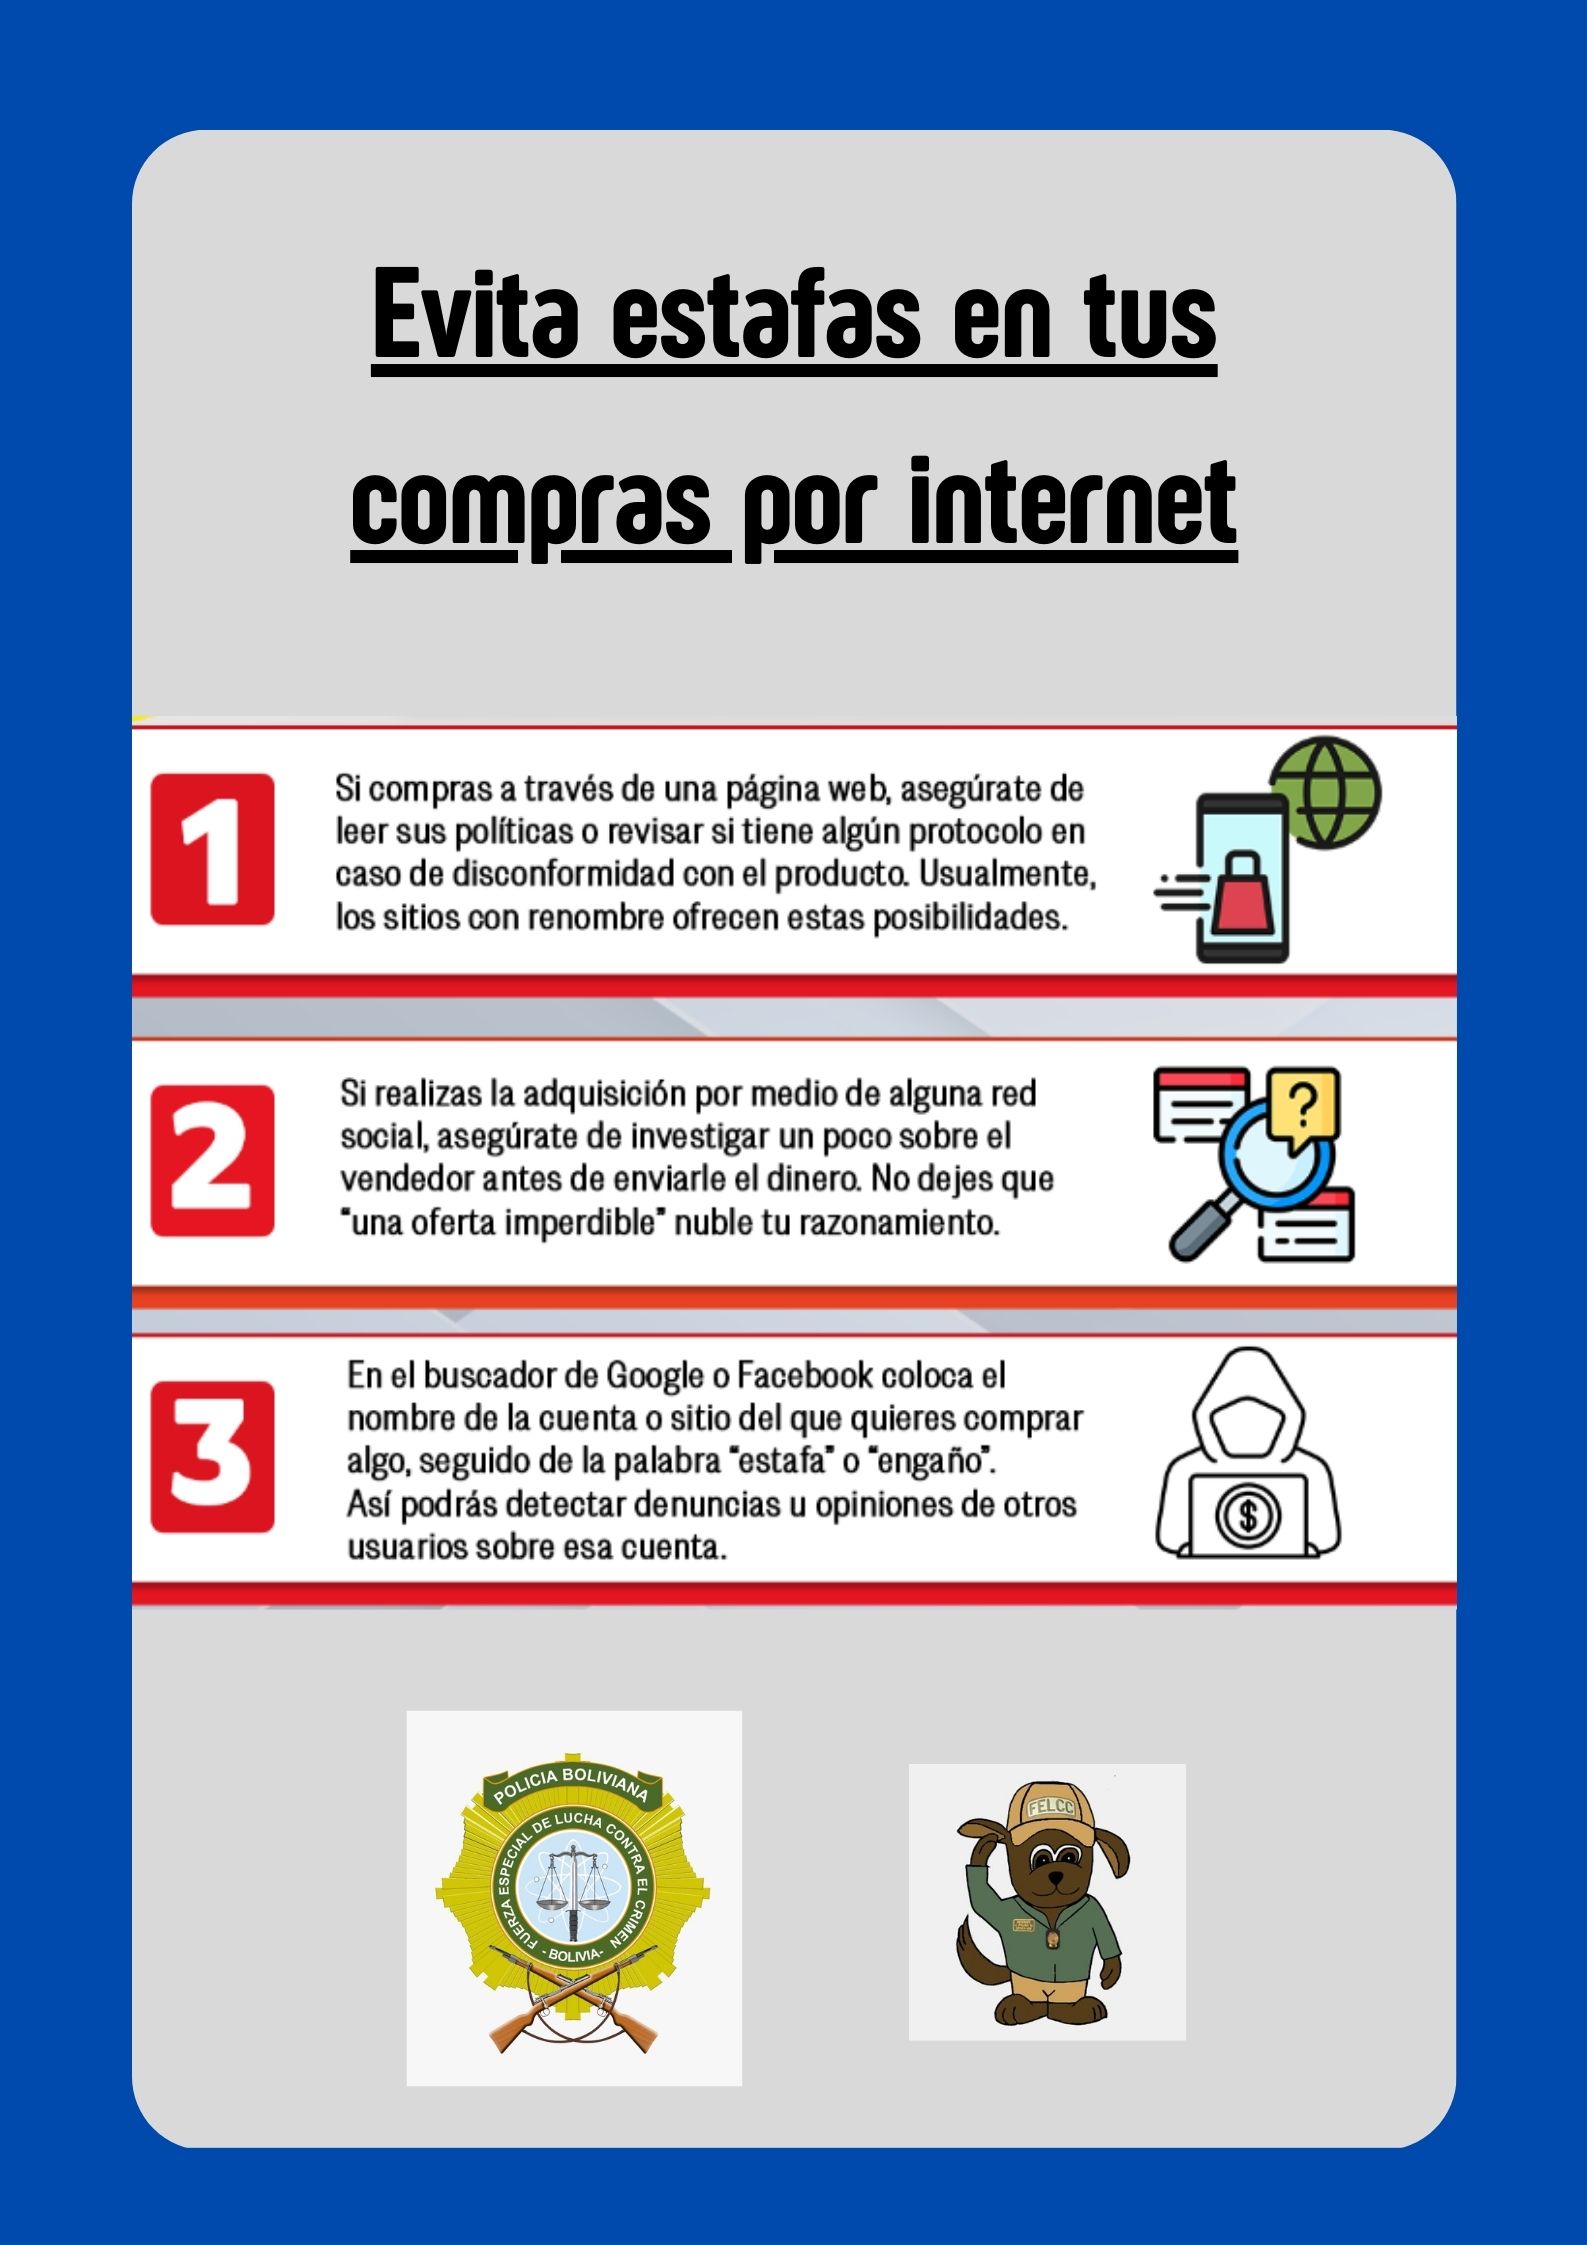 Evita estafas en tus
compras por internet
1
Si compras a través de una página web, asegúrate de
leer sus políticas o revisar si tiene algún protocolo en
caso de disconformidad con el producto. Usualmente,
los sitios con renombre ofrecen estas posibilidades.
2
Si realizas la adquisición por medio de alguna red
social, asegúrate de investigar un poco sobre el
vendedor antes de enviarle el dinero. No dejes que
“una oferta imperdible” nuble tu razonamiento.
?
3
En el buscador de Google o Facebook coloca el
nombre de la cuenta o sitio del que quieres comprar
algo, seguido de la palabra “estafa” o “engaño”.
Así podrás detectar denuncias u opiniones de otros
usuarios sobre esa cuenta.
$
POLICIA BOLIVIANA
FUERZA ESPECIAL DE LUCHA CONTRA EL CRIMEN
- BOLIVIA-
FELCC